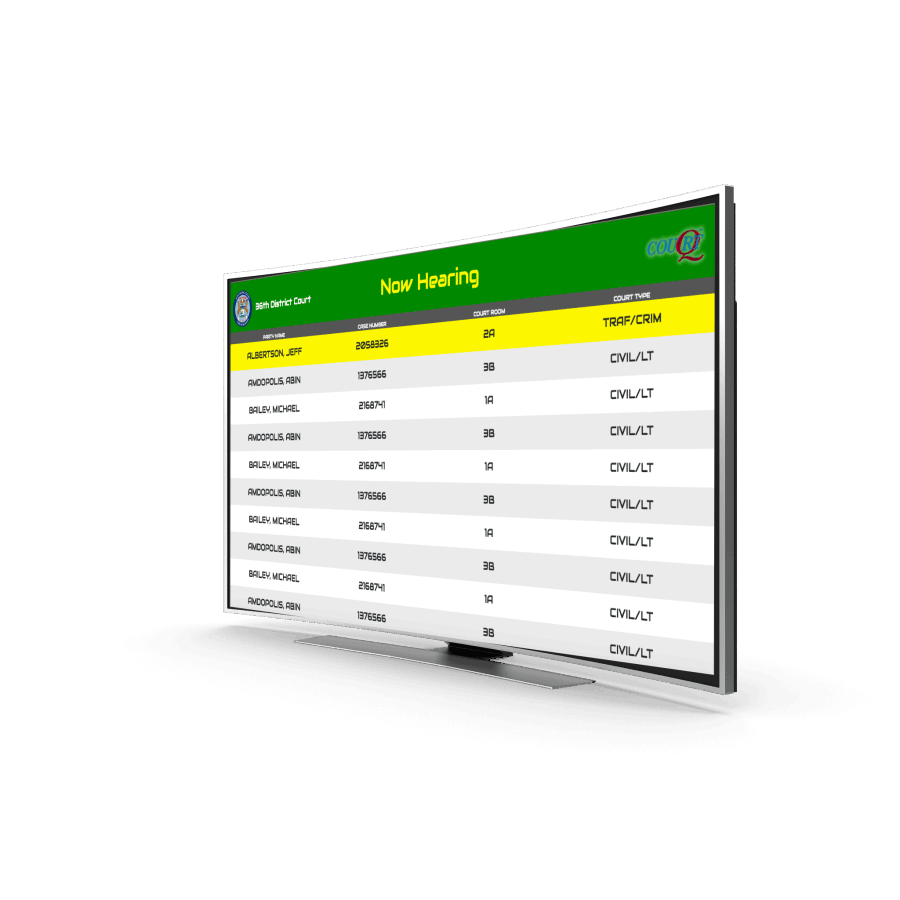 COURT Q
Now Hearing
36th District Court
PARTY NAME CASE NUMBER COURT ROOM COURT TYPE
ALBERTSON, JEFF 2058326 2A TRAF/CRIM
AMDOPOLIS, ABIN 1376566 3B CIVIL/LT
BAILEY, MICHAEL 2168741 1A CIVIL/LT
AMDOPOLIS, ABIN 1376566 3B CIVIL/LT
BAILEY, MICHAEL 2168741 1A CIVIL/LT
AMDOPOLIS, ABIN 1376566 3B CIVIL/LT
BAILEY, MICHAEL 2168741 1A CIVIL/LT
AMDOPOLIS, ABIN 1376566 3B CIVIL/LT
BAILEY, MICHAEL 2168741 1A CIVIL/LT
AMDOPOLIS, ABIN 1376566 3B CIVIL/LT